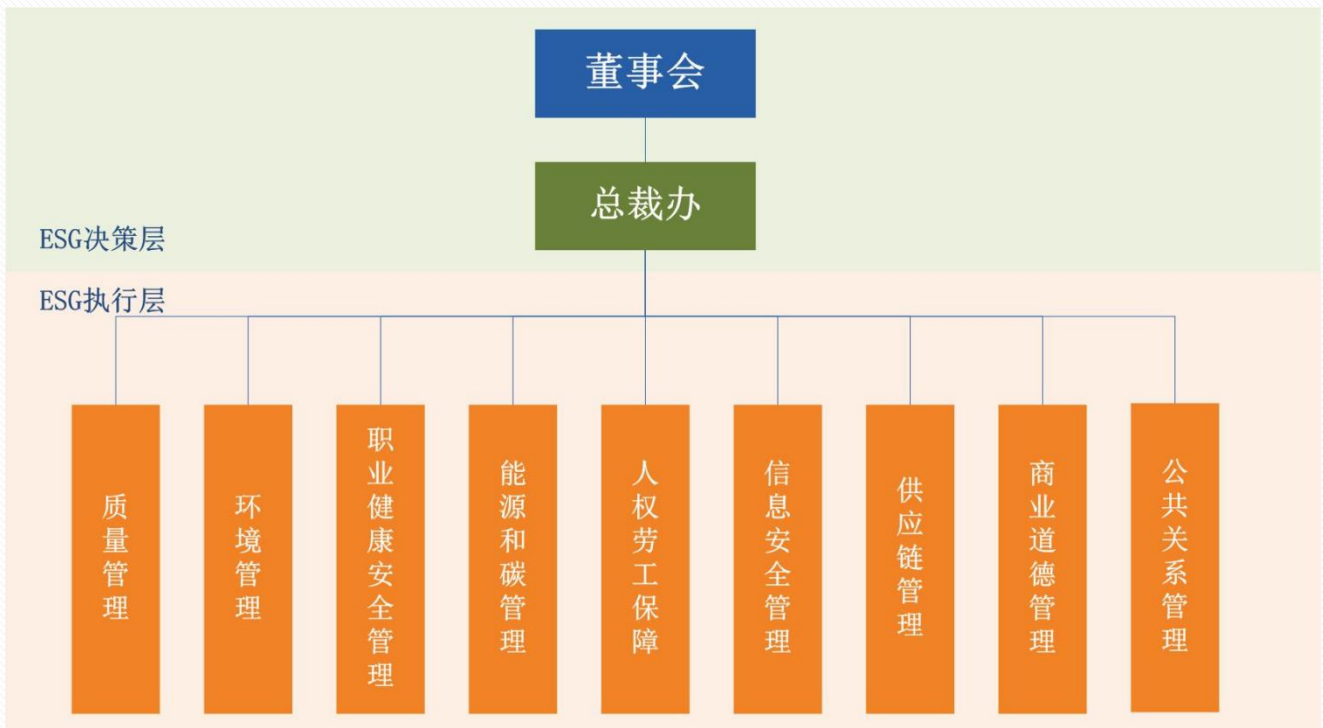 董事会
总裁办
ESG决策层
ESG执行层
质量管理
环境管理
职业健康安全管理
能源和碳管理
人权劳工保障
信息安全管理
供应链管理
商业道德管理
公共关系管理